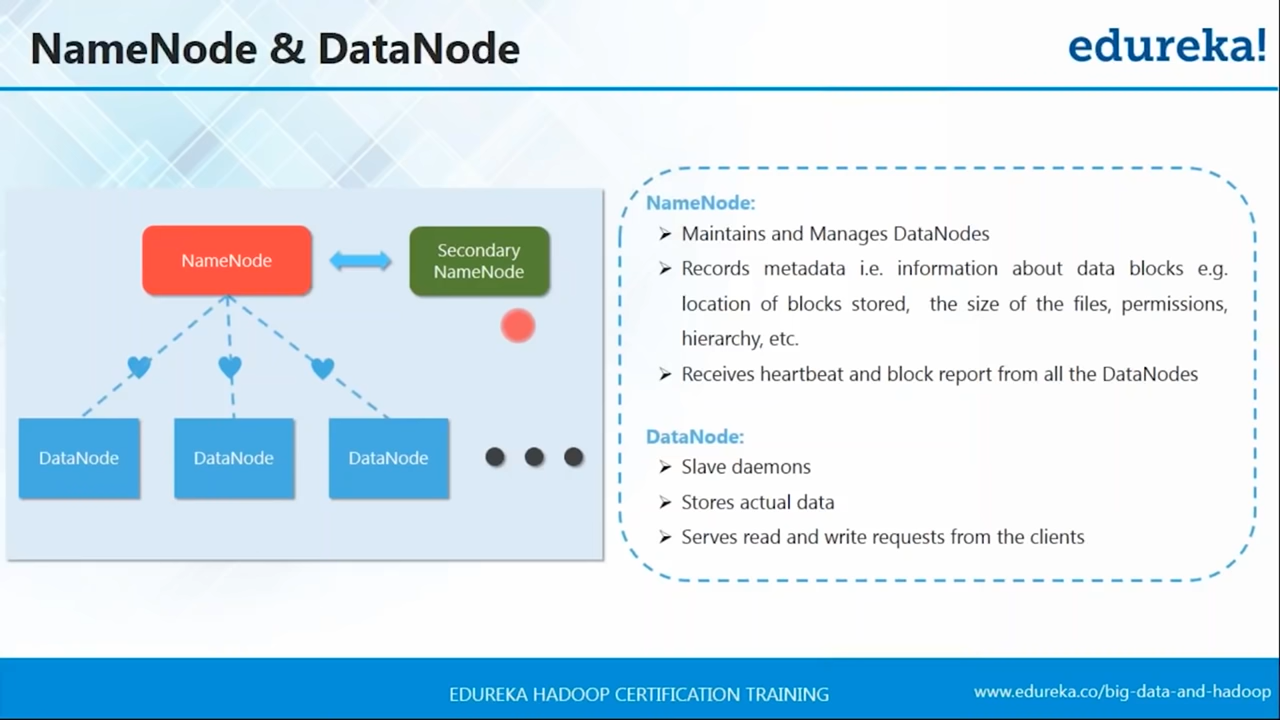 NameNode & DataNode
edureka!
NameNode
Secondary
NameNode
DataNode
DataNode
DataNode
NameNode:
➢ Maintains and Manages DataNodes
➢ Records metadata i.e. information about data blocks e.g.
location of blocks stored, the size of the files, permissions,
hierarchy, etc.
➢ Receives heartbeat and block report from all the DataNodes
DataNode:
➢ Slave daemons
➢ Stores actual data
➢ Serves read and write requests from the clients
EDUREKA HADOOP CERTIFICATION TRAINING
www.edureka.co/big-data-and-hadoop